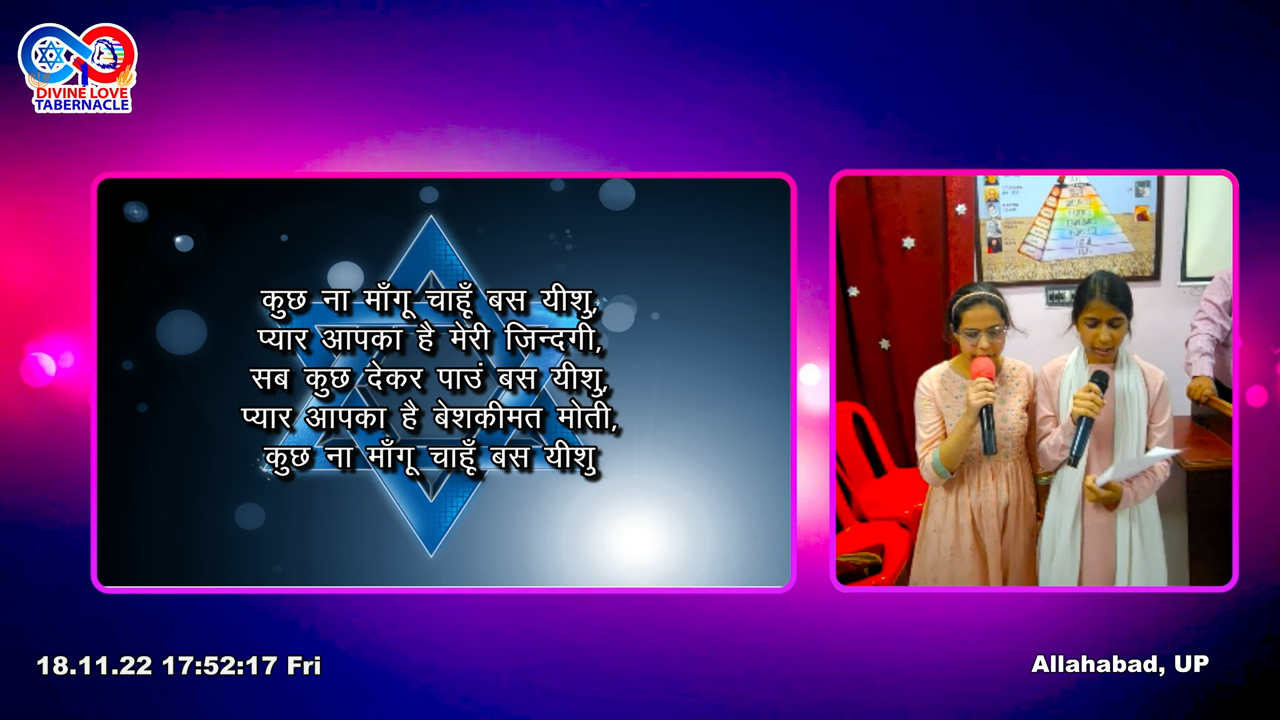 DIVINE LOVE
TABERNACLE
कुछ ना माँगू चाहूँ बस यीशु,
प्यार आपका है मेरी जिन्दगी,
सब कुछ देकर पाउं बस यीशु,
प्यार आपका है बेशकीमत मोती,
कुछ ना माँगू चाहूँ बस यीशु
18.11.22 17:52:17 Fri
Allahabad, UP